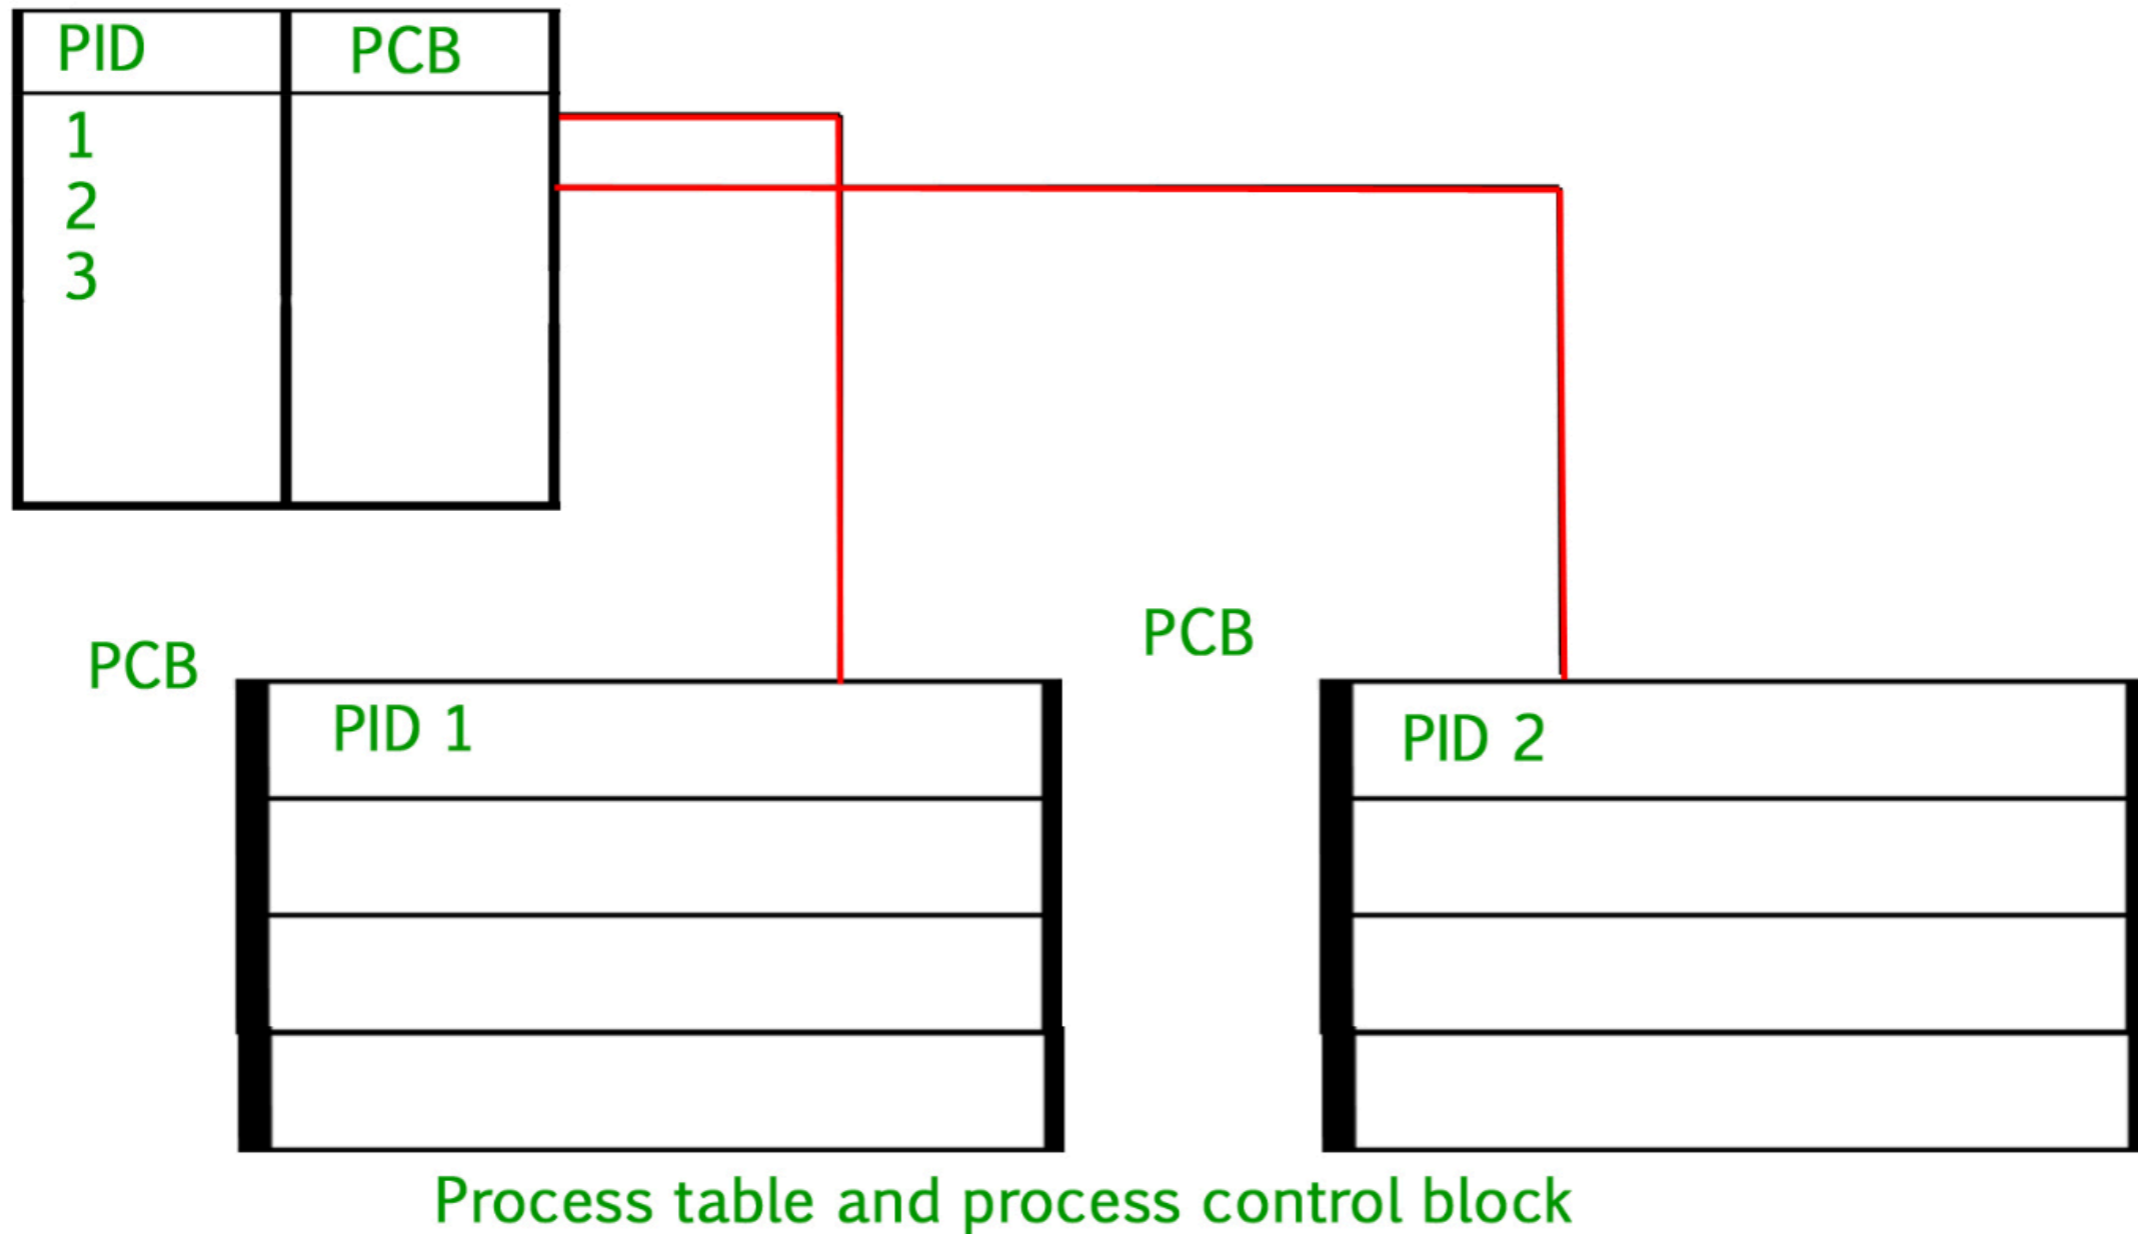 PID PCB
1
2
3
PCB
PID 1
PCB
PID 2
Process table and process control block